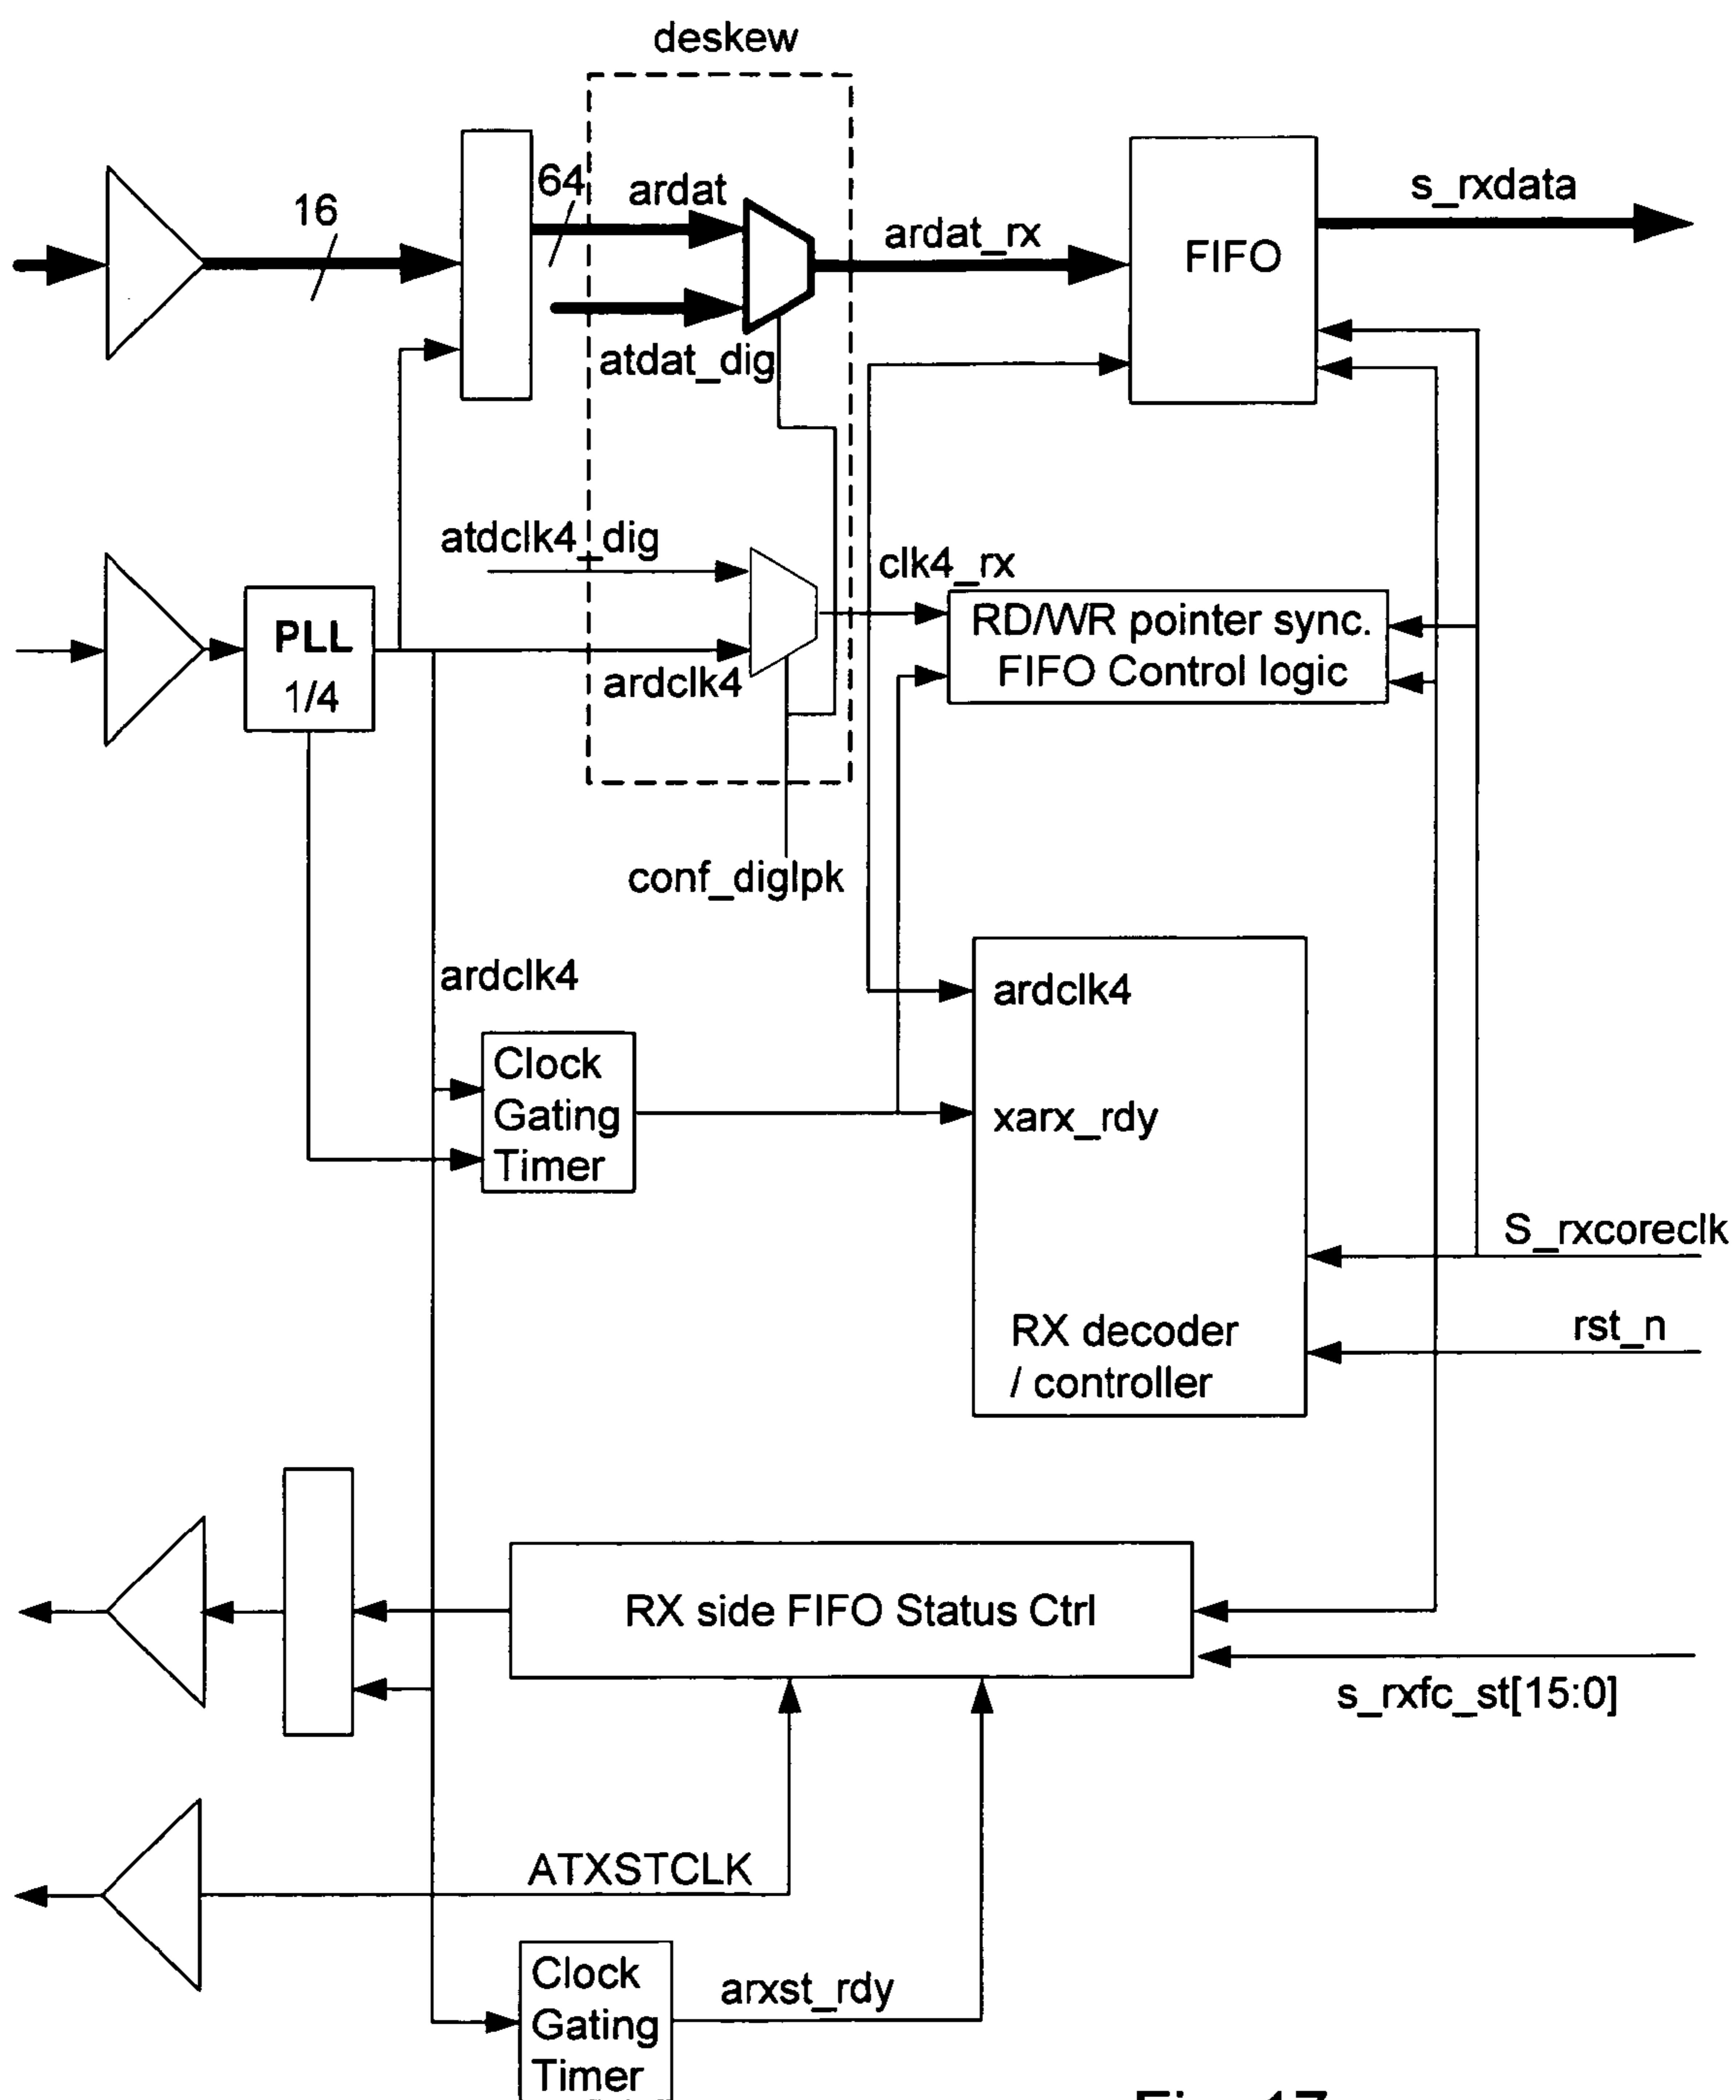 deskew
16
64
ardat
ardat_rx
FIFO
s_rxdata
atdat_dig
atdclk4_dig
clk4_rx
PLL
1/4
ardclk4
RD/WR pointer sync.
FIFO Control logic
conf_diglpk
ardclk4
Clock
Gating
Timer
ardclk4
xarx_rdy
RX decoder
/ controller
S_rxcoreclk
rst_n
RX side FIFO Status Ctrl
s_rxfc_st[15:0]
ATXSTCLK
Clock
Gating
Timer
arxst_rdy
Fig. 17